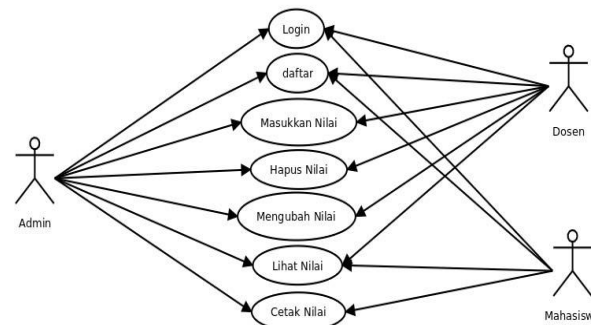 Login
daftar
Masukkan Nilai
Hapus Nilai
Mengubah Nilai
Lihat Nilai
Cetak Nilai
Admin
Dosen
Mahasisw